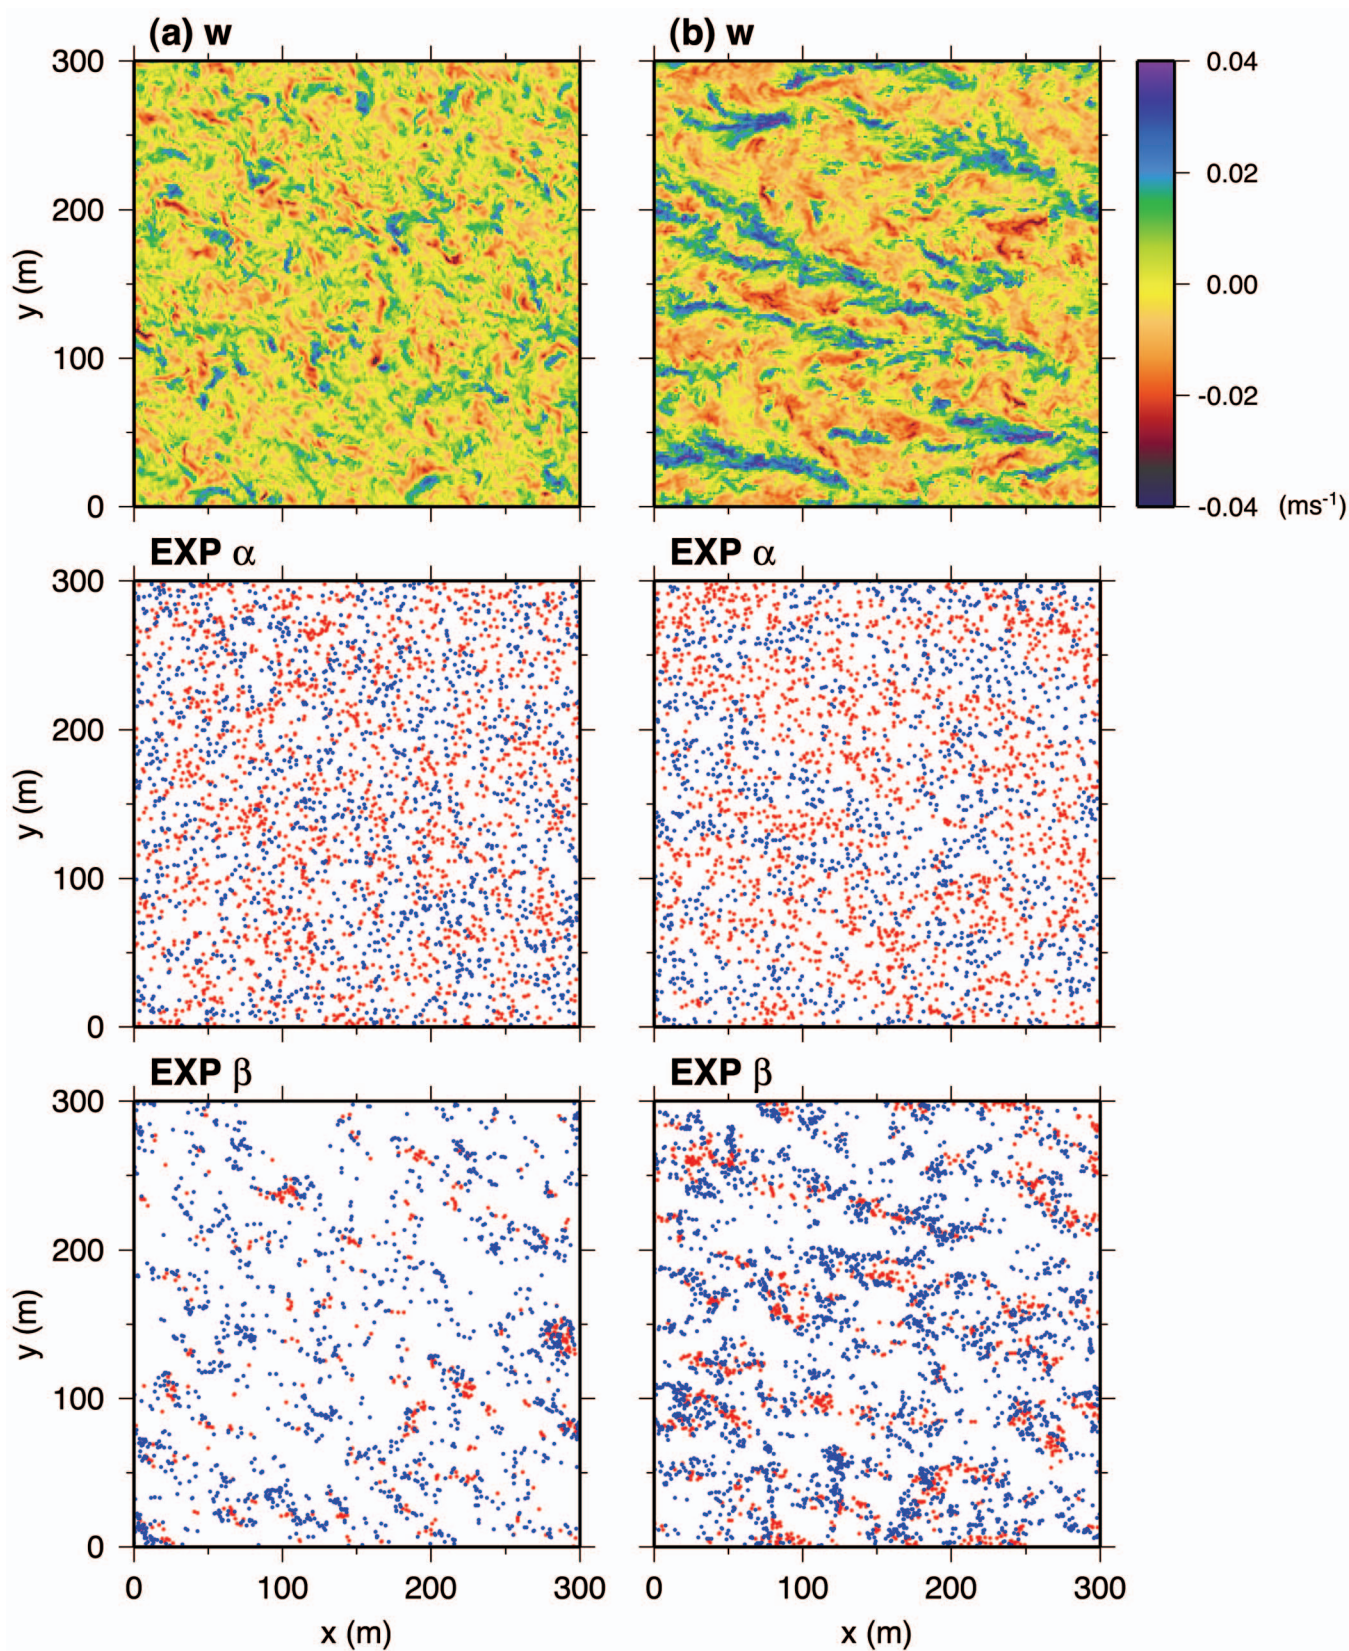 (a) w (b) w
300 0.04
200 0.02
y (m) 0.00
100 -0.02
0 -0.04 (ms⁻¹)
EXP α EXP α
300
200
y (m)
100
0
EXP β EXP β
300
200
y (m)
100
0
0 100 200 300 0 100 200 300
x (m) x (m)